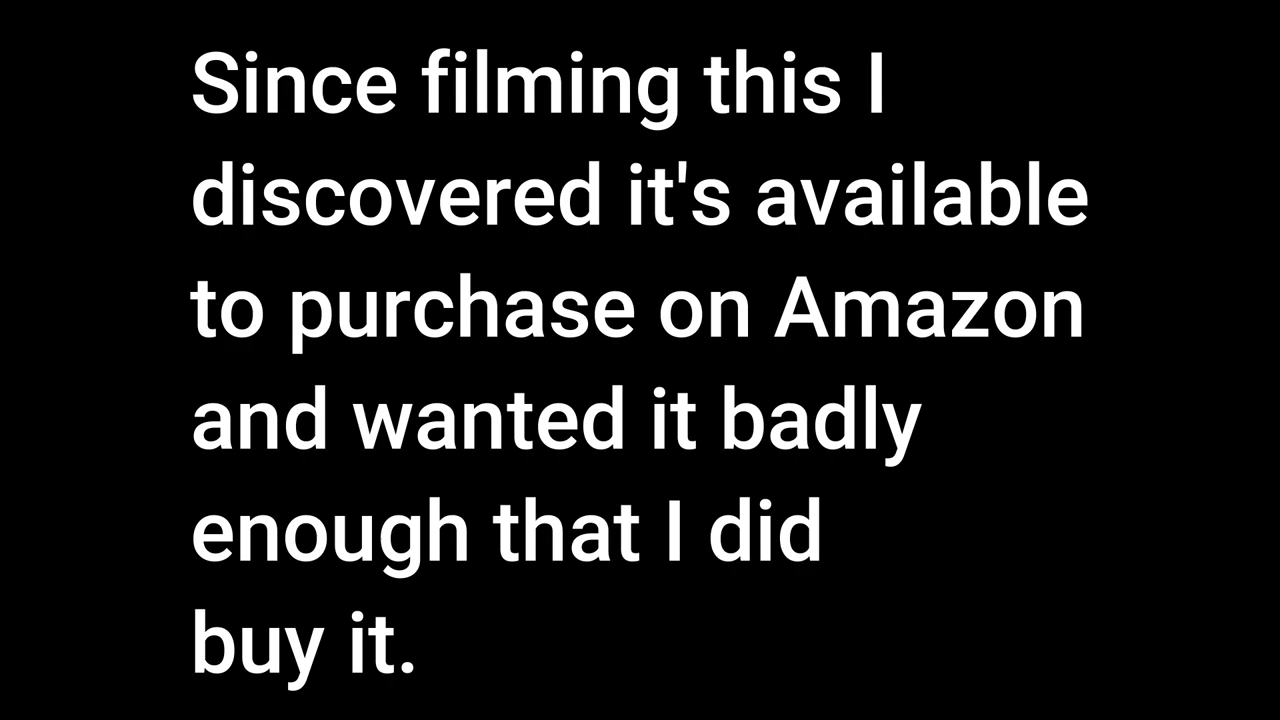 Since filming this I
discovered it's available
to purchase on Amazon
and wanted it badly
enough that I did
buy it.